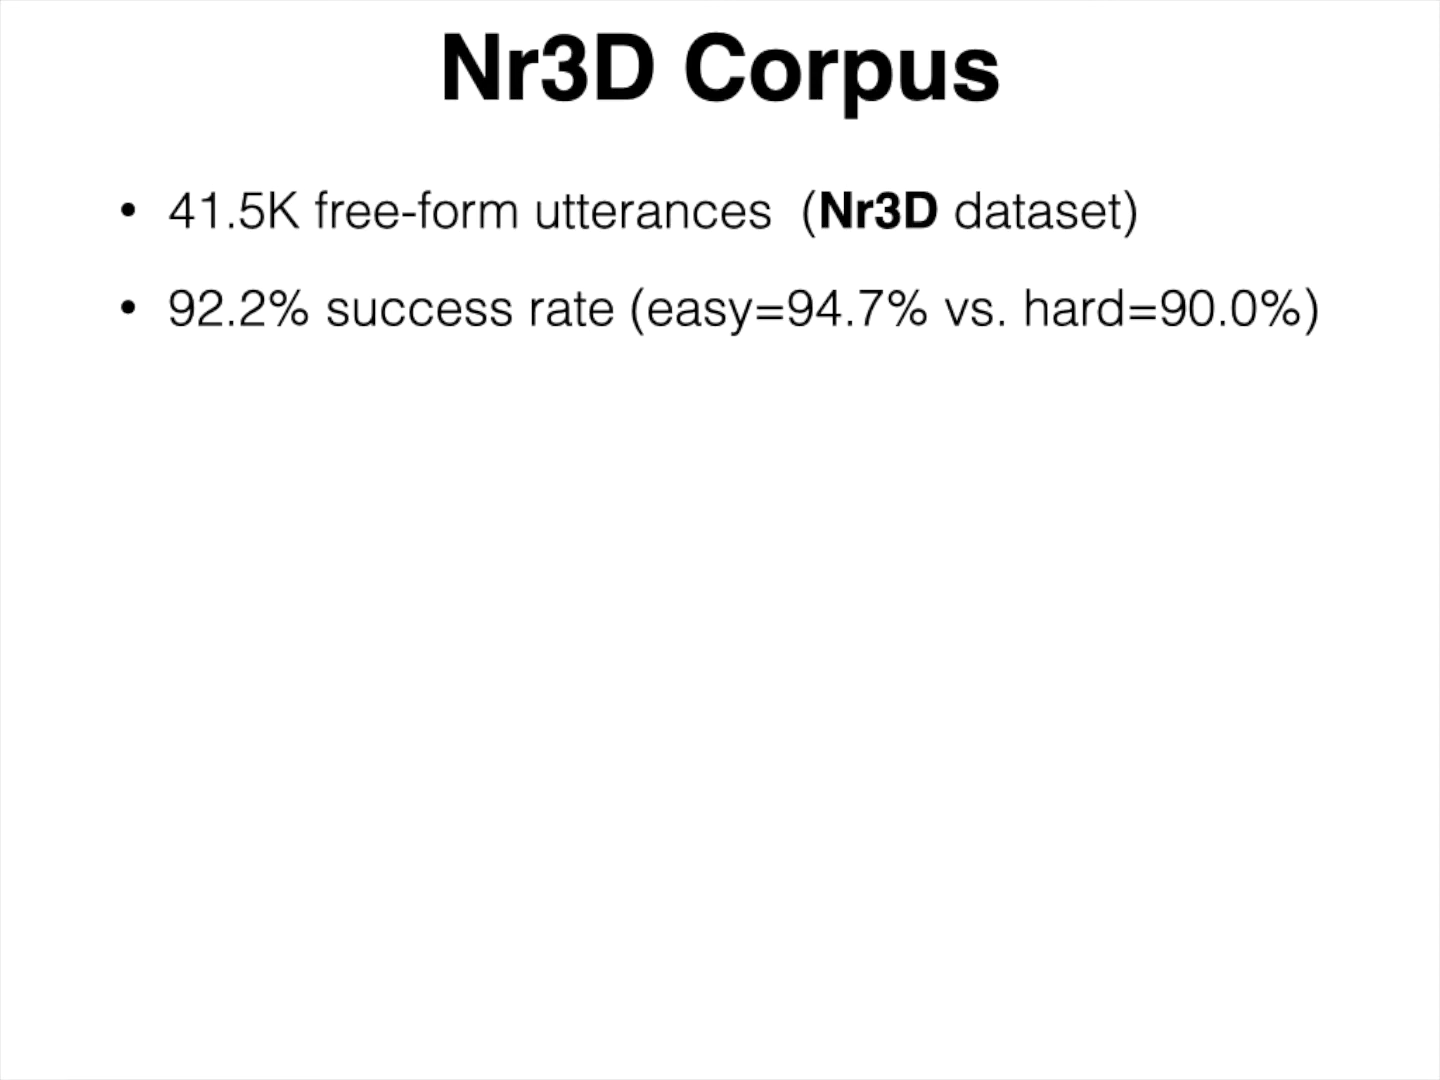 Nr3D Corpus
• 41.5K free-form utterances (Nr3D dataset)
• 92.2% success rate (easy=94.7% vs. hard=90.0%)